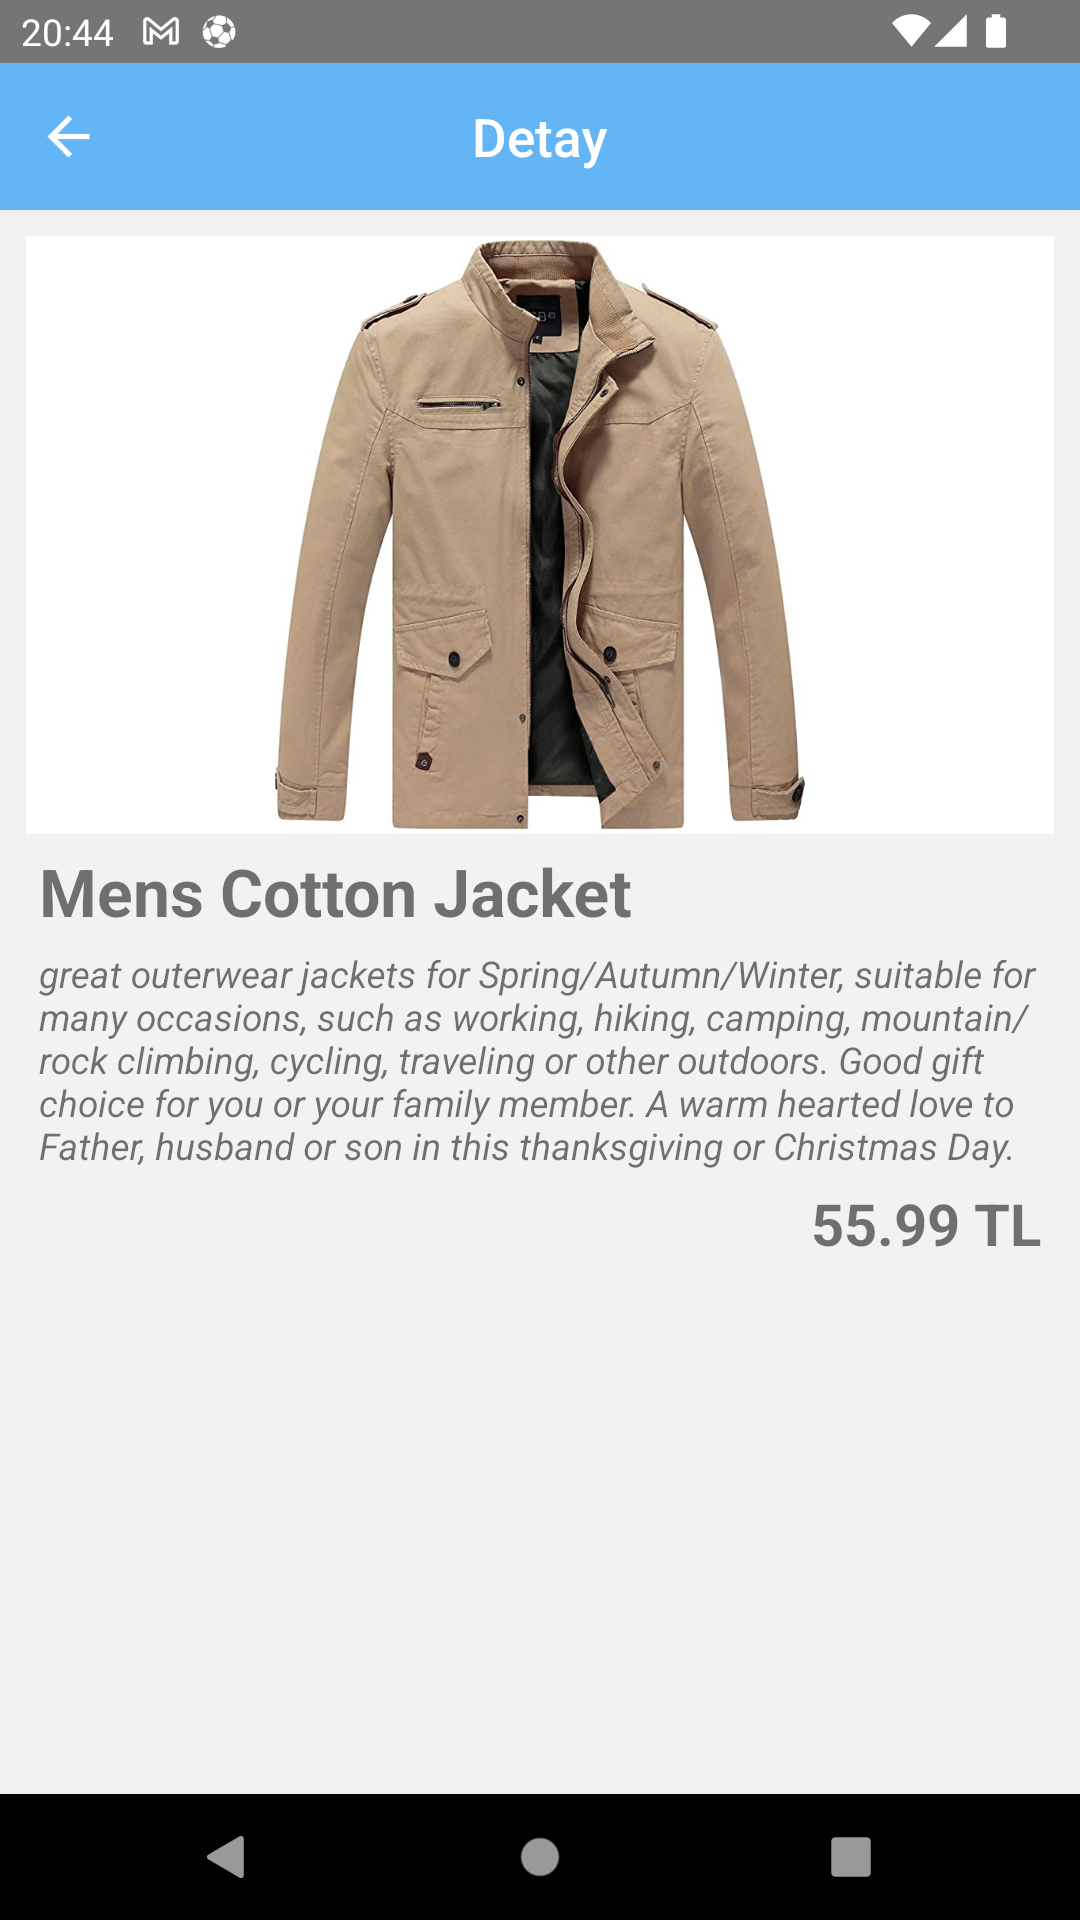 20:44
Detay
Mens Cotton Jacket
great outerwear jackets for Spring/Autumn/Winter, suitable for
many occasions, such as working, hiking, camping, mountain/
rock climbing, cycling, traveling or other outdoors. Good gift
choice for you or your family member. A warm hearted love to
Father, husband or son in this thanksgiving or Christmas Day.
55.99 TL